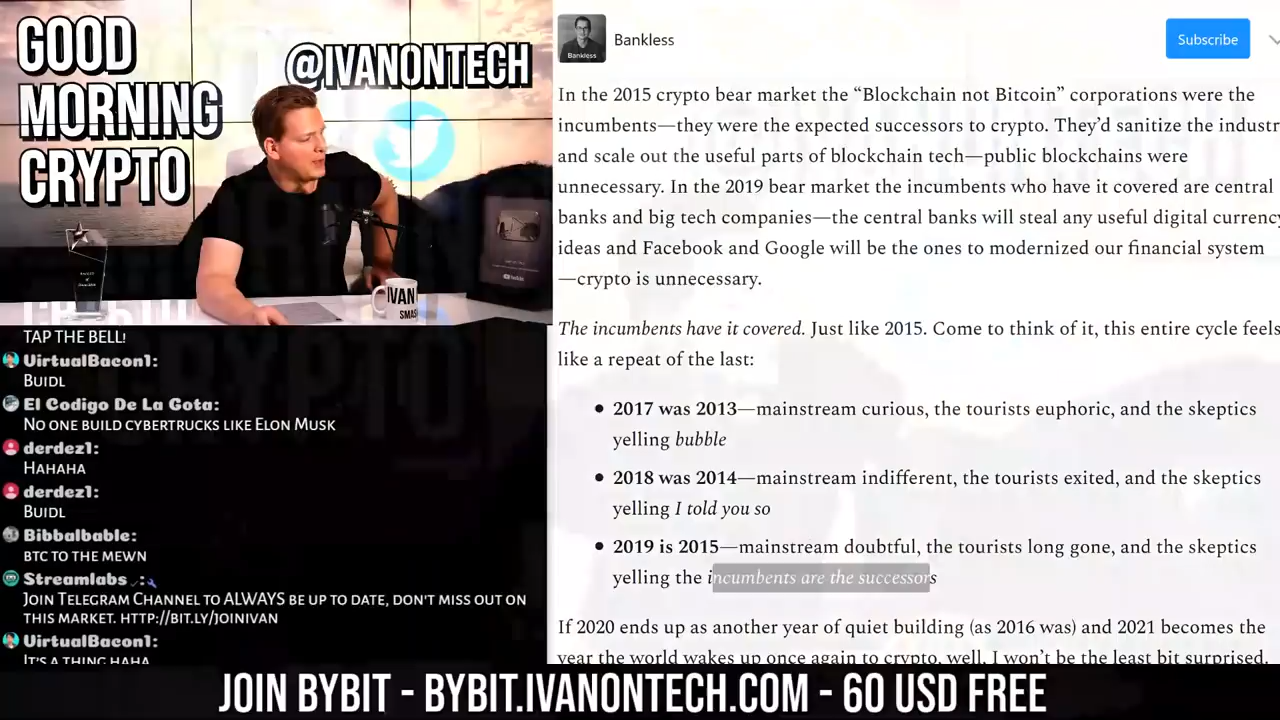 GOOD
MORNING
CRYPTO
@IVANONTECH
IVAN
SMAS
YouTube
TAP THE BELL!
VirtualBacon1:
BUIDL
El Codigo De La Gota:
NO ONE BUILD CYBERTRUCKS LIKE ELON MUSK
derdez1:
HAHAHA
derdez1:
BUIDL
Bibbalbable:
BTC TO THE MEWN
Streamlabs :
JOIN TELEGRAM CHANNEL TO ALWAYS BE UP TO DATE, DON'T MISS OUT ON
THIS MARKET. HTTP://BIT.LY/JOINIVAN
VirtualBacon1:
IT'S A THING HAHA
Bankless
Bankless
Subscribe
In the 2015 crypto bear market the “Blockchain not Bitcoin” corporations were the
incumbents—they were the expected successors to crypto. They’d sanitize the industr
and scale out the useful parts of blockchain tech—public blockchains were
unnecessary. In the 2019 bear market the incumbents who have it covered are central
banks and big tech companies—the central banks will steal any useful digital currency
ideas and Facebook and Google will be the ones to modernized our financial system
—crypto is unnecessary.
The incumbents have it covered. Just like 2015. Come to think of it, this entire cycle feels
like a repeat of the last:
• 2017 was 2013—mainstream curious, the tourists euphoric, and the skeptics
yelling bubble
• 2018 was 2014—mainstream indifferent, the tourists exited, and the skeptics
yelling I told you so
• 2019 is 2015—mainstream doubtful, the tourists long gone, and the skeptics
yelling the incumbents are the successors
If 2020 ends up as another year of quiet building (as 2016 was) and 2021 becomes the
year the world wakes up once again to crypto, well, I won’t be the least bit surprised.
JOIN BYBIT - BYBIT.IVANONTECH.COM - 60 USD FREE